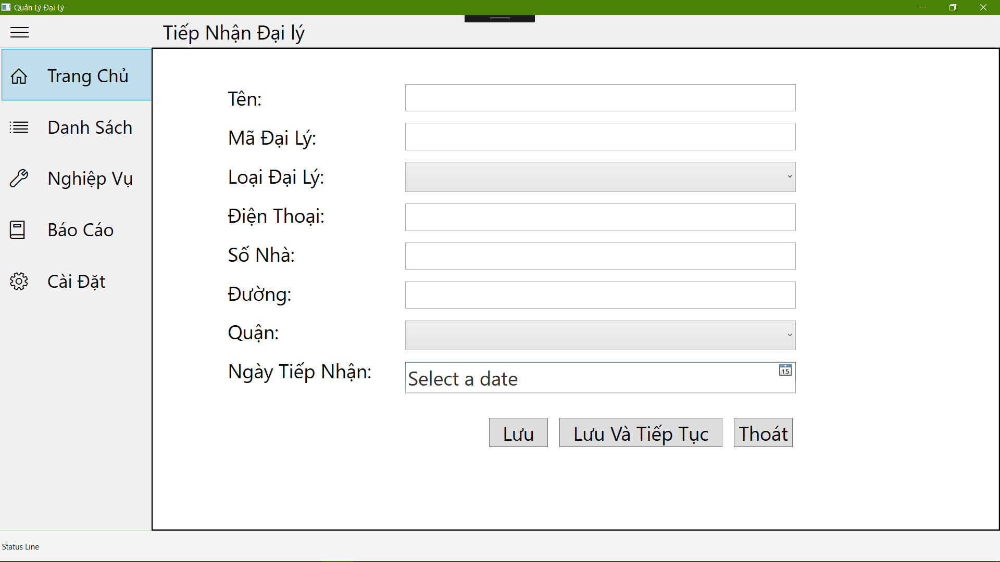 Quản Lý Đại Lý
Tiếp Nhận Đại lý
Trang Chủ
Danh Sách
Nghiệp Vụ
Báo Cáo
Cài Đặt
Tên:
Mã Đại Lý:
Loại Đại Lý:
Điện Thoại:
Số Nhà:
Đường:
Quận:
Ngày Tiếp Nhận:
Select a date
15
Lưu
Lưu Và Tiếp Tục
Thoát
Status Line